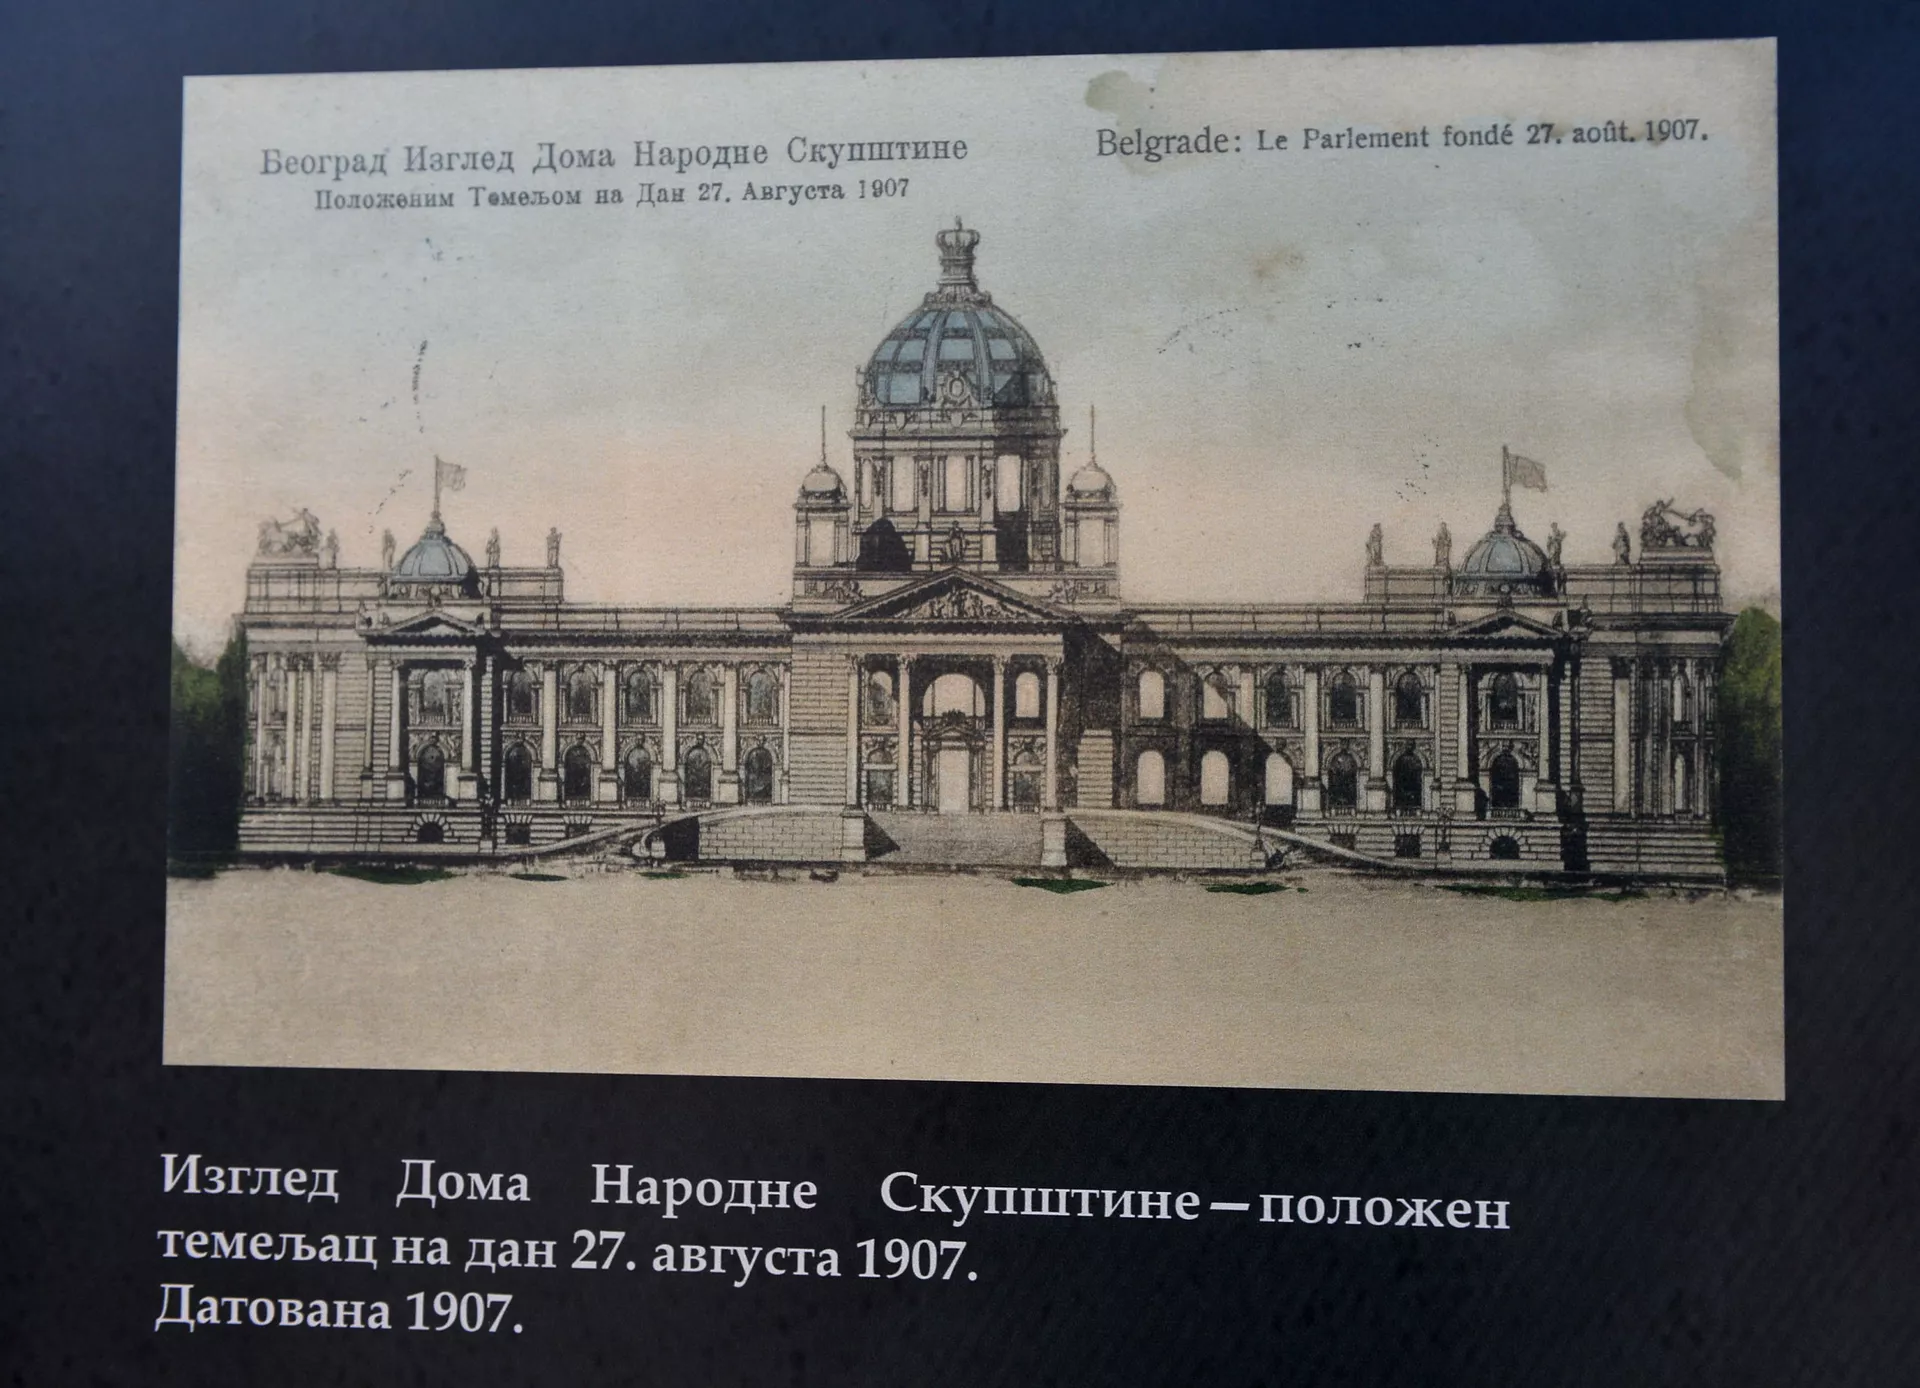 Београд Изглед Дома Народне Скупштине
Положеним Темељом на Дан 27. Августа 1907
Belgrade: Le Parlement fondé 27. août. 1907.
Изглед Дома Народне Скупштине — положен
темељац на дан 27. августа 1907.
Датована 1907.